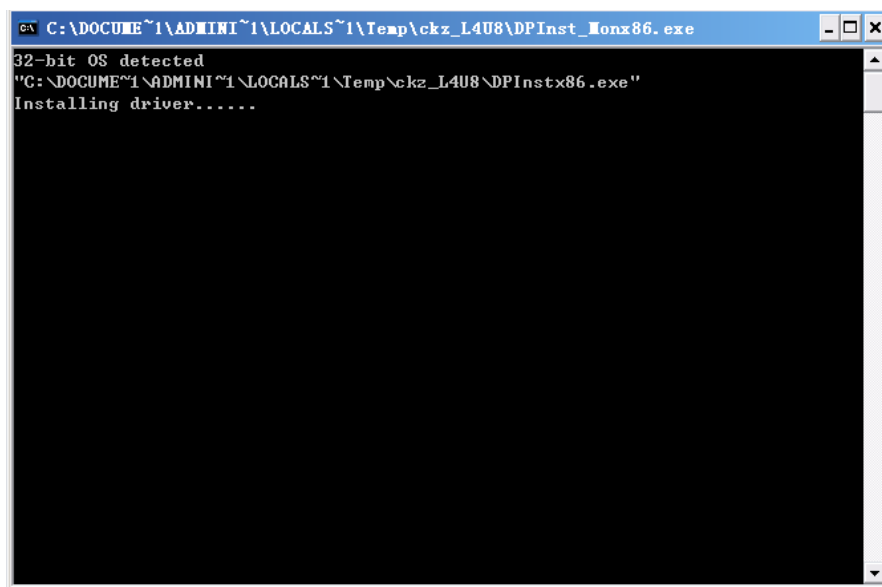 C:\DOCUME~1\ADMINI~1\LOCALS~1\Temp\ckz_L4U8\DPInst_Monx86.exe
32-bit OS detected
"C:\DOCUME~1\ADMINI~1\LOCALS~1\Temp\ckz_L4U8\DPInstx86.exe"
Installing driver......